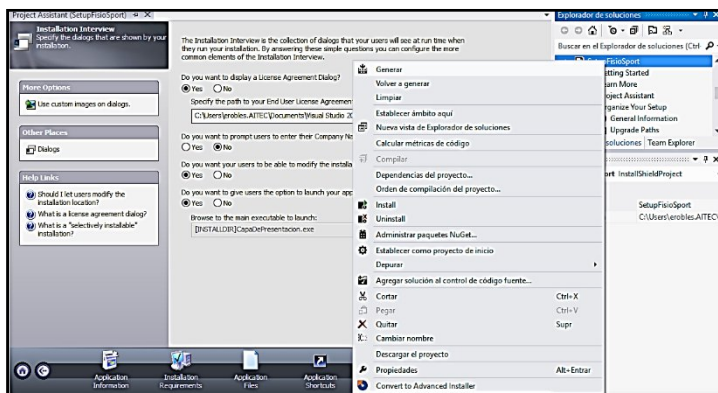 Project Assistant (SetupFisioSport)
Installation Interview
Specify the dialogs that are shown by your
installation.
More Options
Use custom images on dialogs.
Other Places
Dialogs
Help Links
Should I let users modify the
installation location?
What is a license agreement dialog?
What is a "selectively installable"
installation?
The Installation Interview is the collection of dialogs that your users will see at run time when
they run your installation. By answering these simple questions you can configure the more
common elements of the Installation Interview.
Do you want to display a License Agreement Dialog?
Yes No
Specify the path to your End User License Agreemen
C:\Users\erobles.AITEC\Documents\Visual Studio 20
Do you want to prompt users to enter their Company Na
Yes No
Do you want your users to be able to modify the installa
Yes No
Do you want to give users the option to launch your app
Yes No
Browse to the main executable to launch:
[INSTALLDIR]CapaDePresentacion.exe
Application
Information
Installation
Requirements
Application
Files
Application
Shortcuts
Generar
Volver a generar
Limpiar
Establecer ámbito aquí
Nueva vista de Explorador de soluciones
Calcular métricas de código
Compilar
Dependencias del proyecto...
Orden de compilación del proyecto...
Install
Uninstall
Administrar paquetes NuGet...
Establecer como proyecto de inicio
Depurar
Agregar solución al control de código fuente...
Cortar Ctrl+X
Pegar Ctrl+V
Quitar Supr
Cambiar nombre
Descargar el proyecto
Propiedades Alt+Entrar
Convert to Advanced Installer
Explorador de soluciones
Buscar en el Explorador de soluciones (Ctrl
SetupFisioSport
etting Started
earn More
oject Assistant
rganize Your Setup
General Information
Upgrade Paths
soluciones Team Explorer
ort InstallShieldProject
SetupFisioSport
C:\Users\erobles.AITEC\